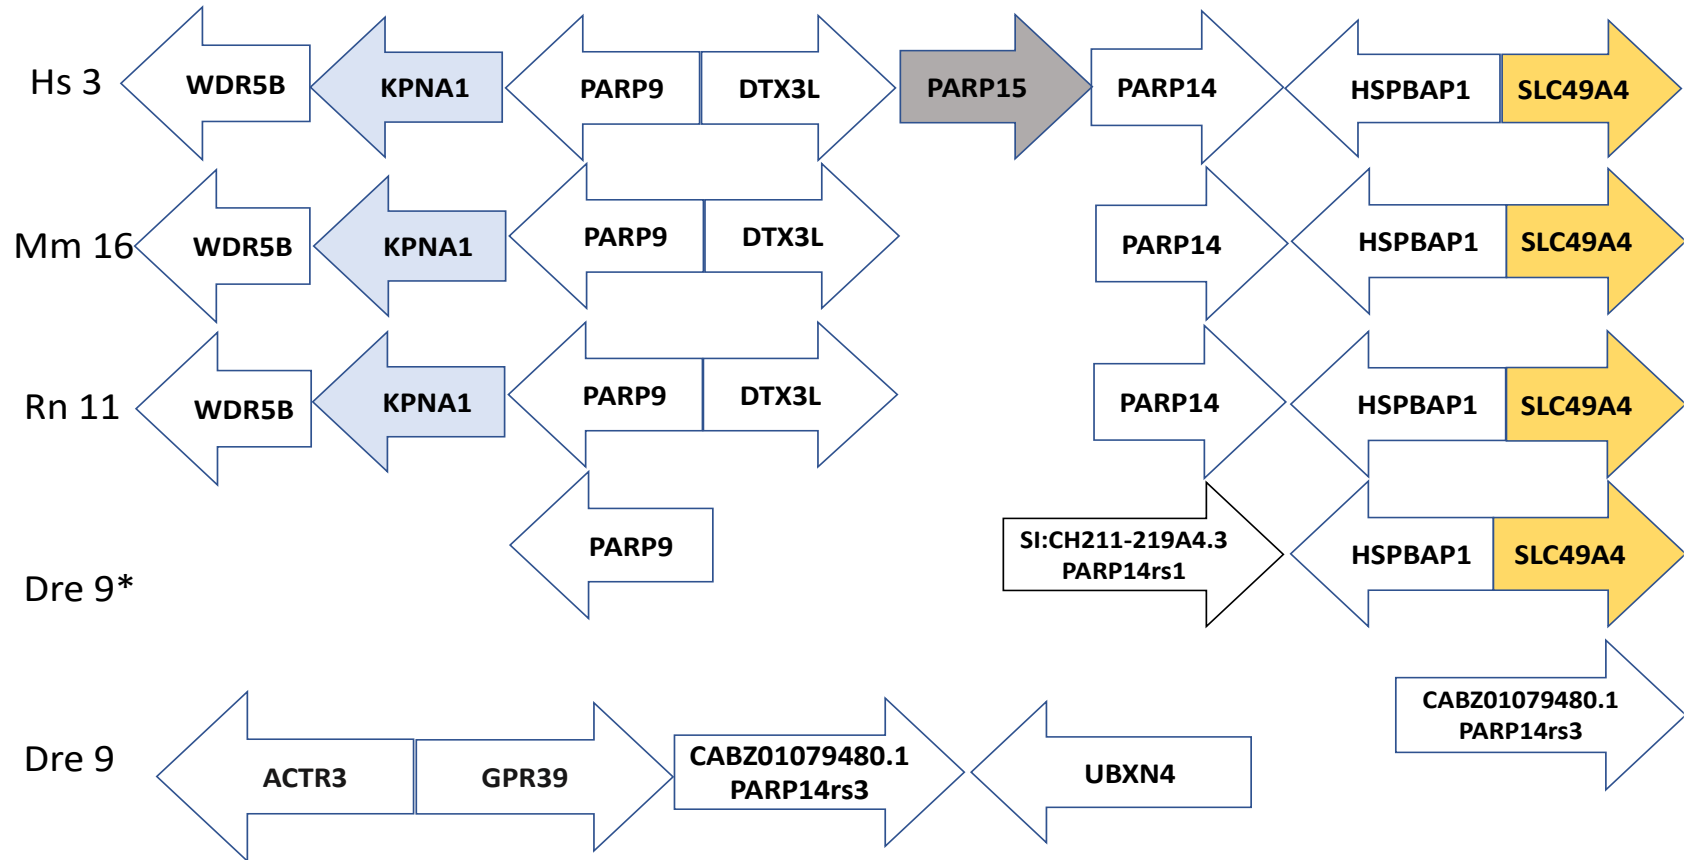 Hs 3 WDR5B KPNA1 PARP9 DTX3L PARP15 PARP14 HSPBAP1 SLC49A4
Mm 16 WDR5B KPNA1 PARP9 DTX3L PARP14 HSPBAP1 SLC49A4
Rn 11 WDR5B KPNA1 PARP9 DTX3L PARP14 HSPBAP1 SLC49A4
Dre 9* PARP9 SI:CH211-219A4.3 HSPBAP1 SLC49A4
PARP14rs1
CABZ01079480.1
PARP14rs3
Dre 9 ACTR3 GPR39 CABZ01079480.1 UBXN4
PARP14rs3